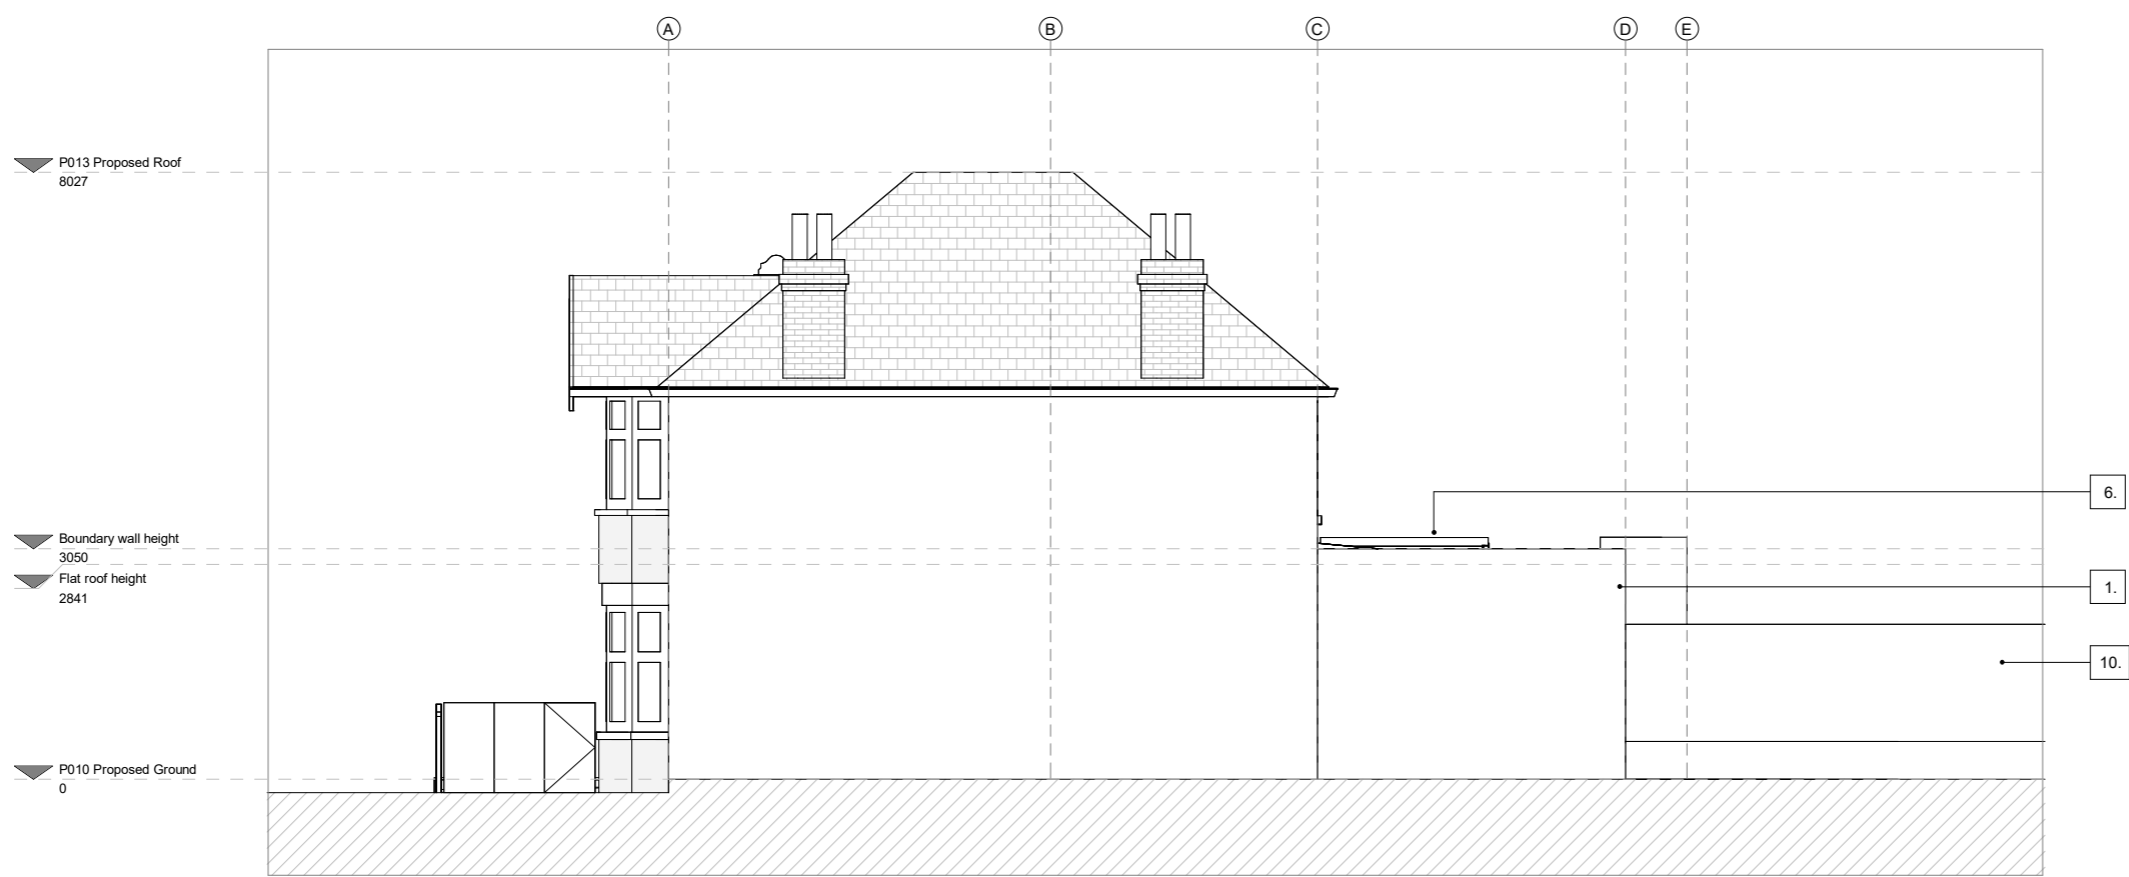 A
B
C
D
E
P013 Proposed Roof
8027
6.
Boundary wall height
3050
Flat roof height
2841
1.
10.
P010 Proposed Ground
0